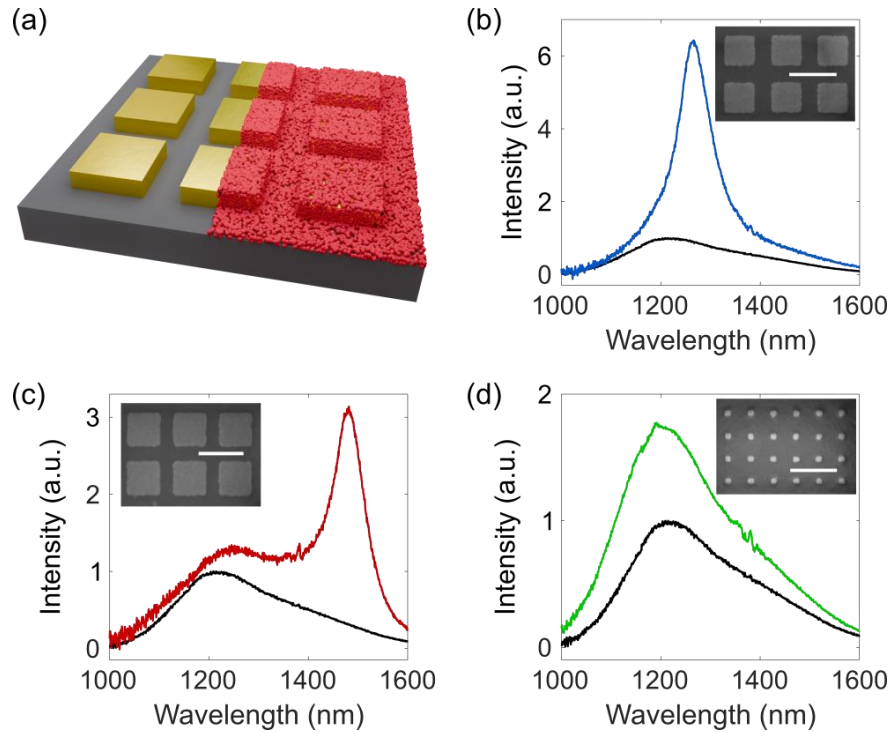 (a)
(b)
Intensity (a.u.)
6
4
2
0
1000 1200 1400 1600
Wavelength (nm)
(c)
Intensity (a.u.)
3
2
1
0
1000 1200 1400 1600
Wavelength (nm)
(d)
Intensity (a.u.)
2
1
0
1000 1200 1400 1600
Wavelength (nm)